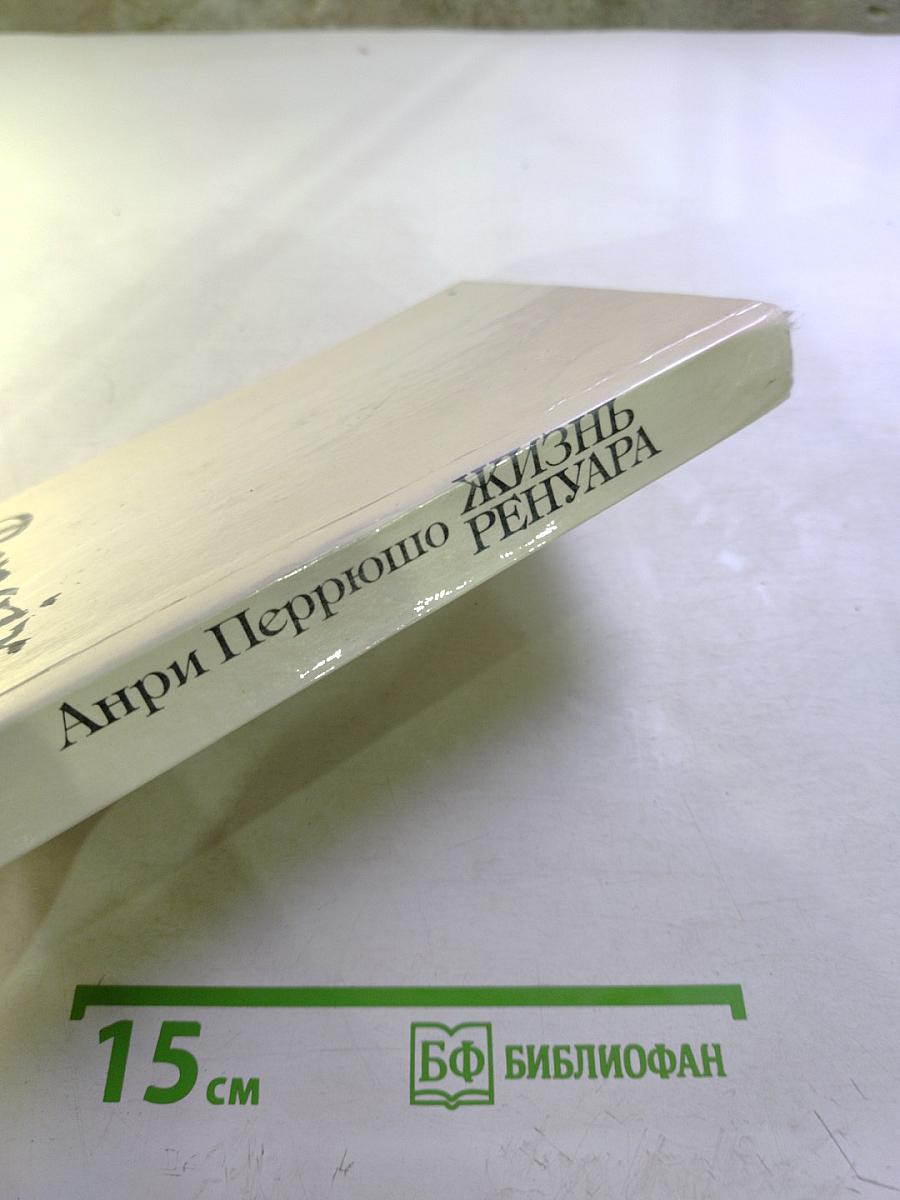 Анри Перрюшо
ЖИЗНЬ
РЕНУАРА
15 см
БФ БИБЛИОФАН